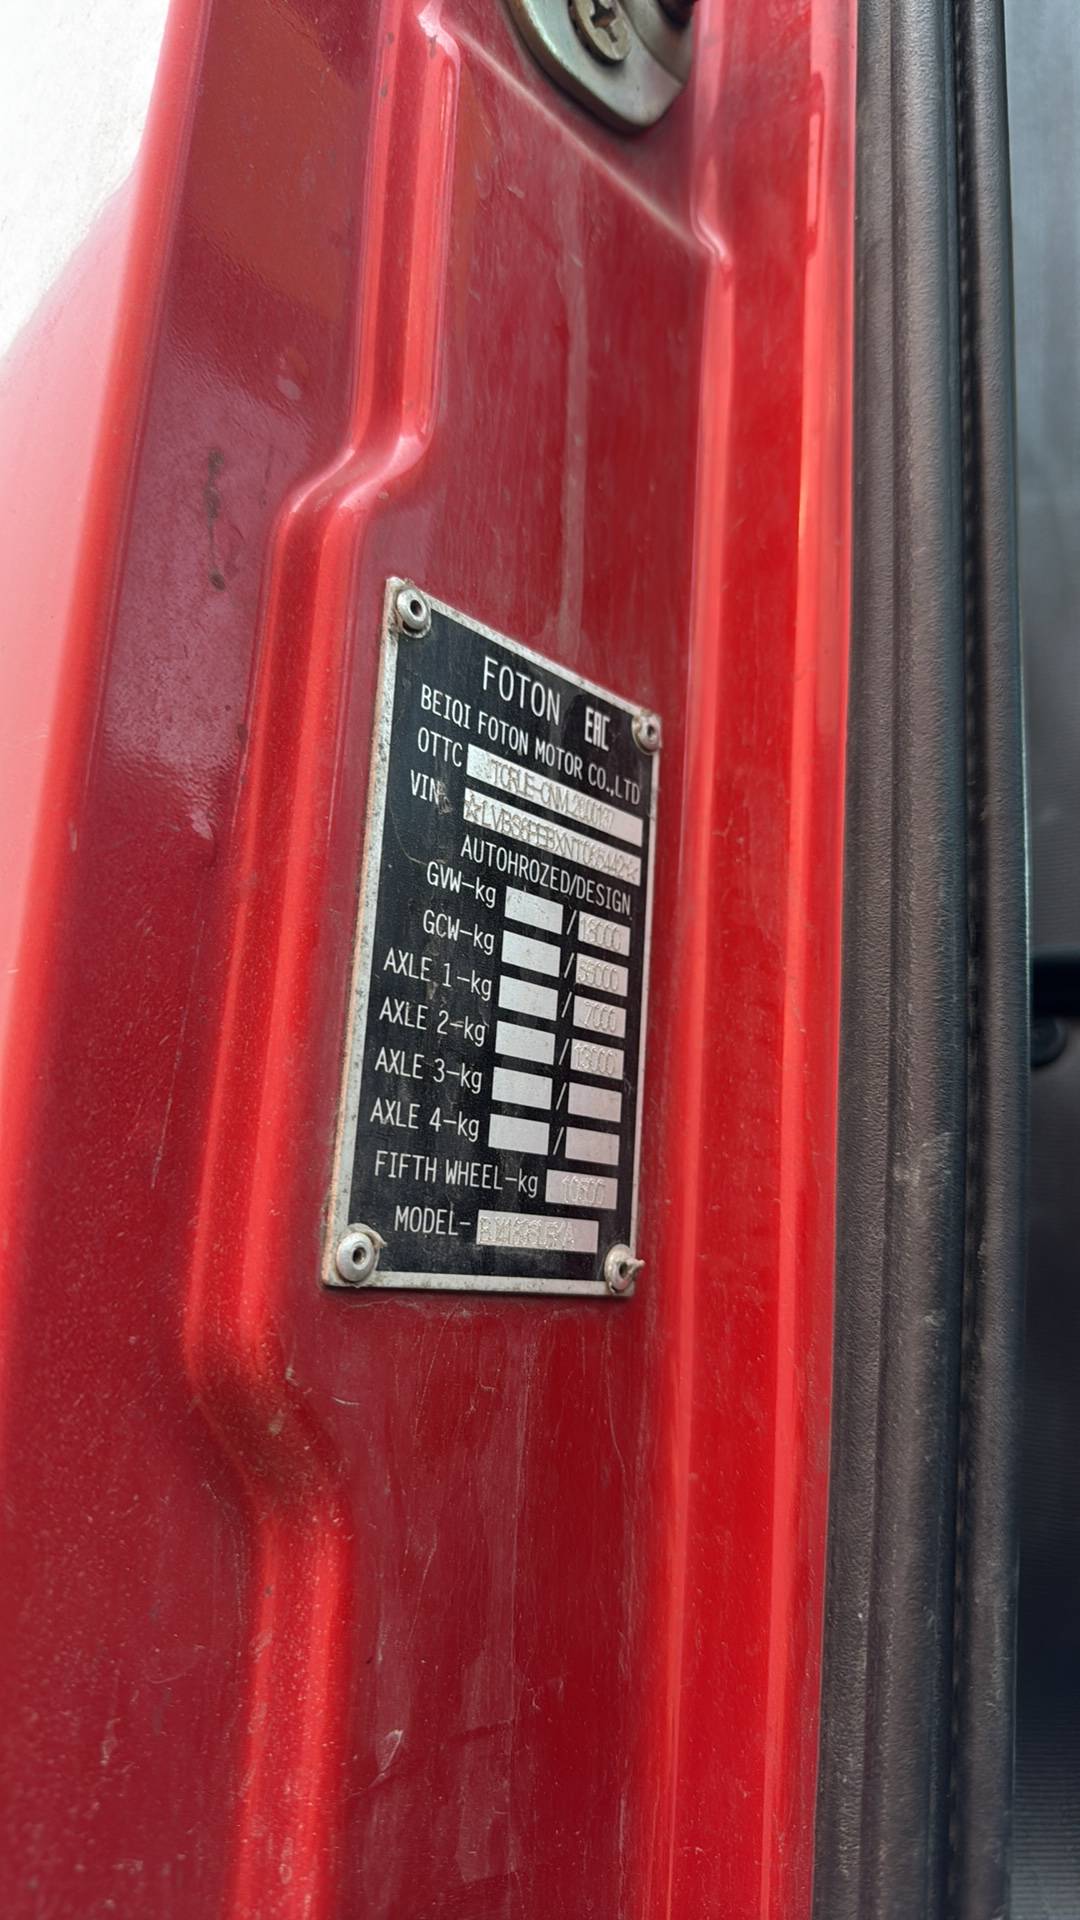 FOTON EAC
BEIQI FOTON MOTOR CO.,LTD
OTTC
VIN
AUTOHROZED/DESIGN
GVW-kg / 18000
GCW-kg /
AXLE 1-kg / 7000
AXLE 2-kg / 13000
AXLE 3-kg /
AXLE 4-kg /
FIFTH WHEEL-kg
MODEL-